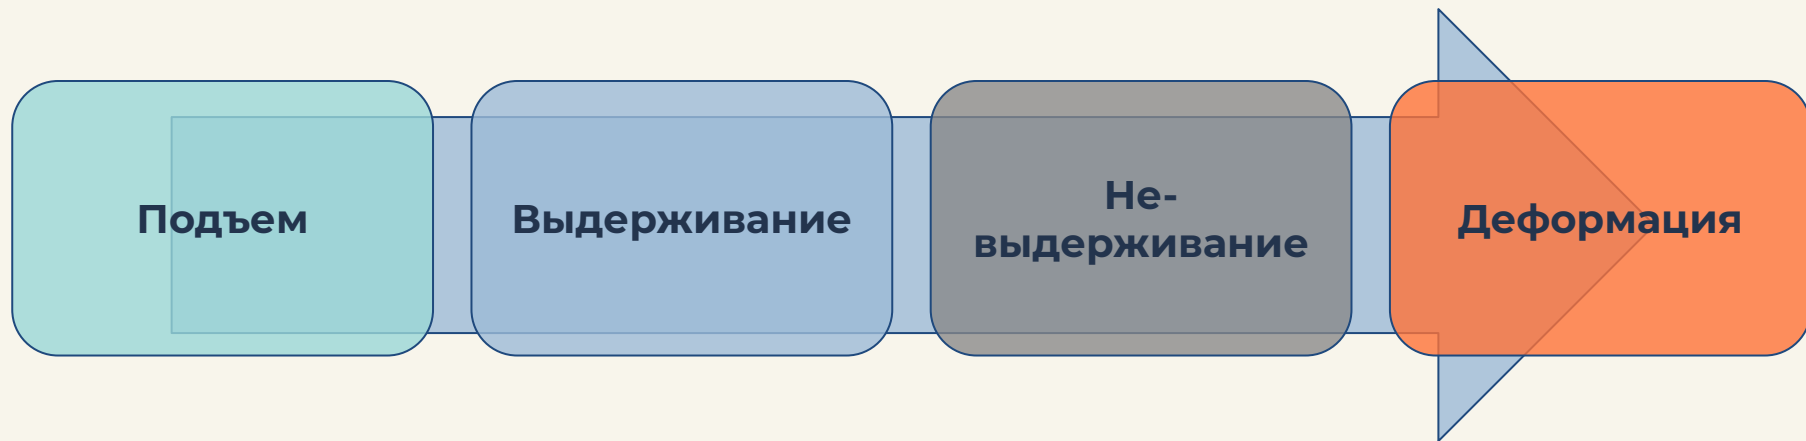 Подъем
Выдерживание
Не-
выдерживание
Деформация